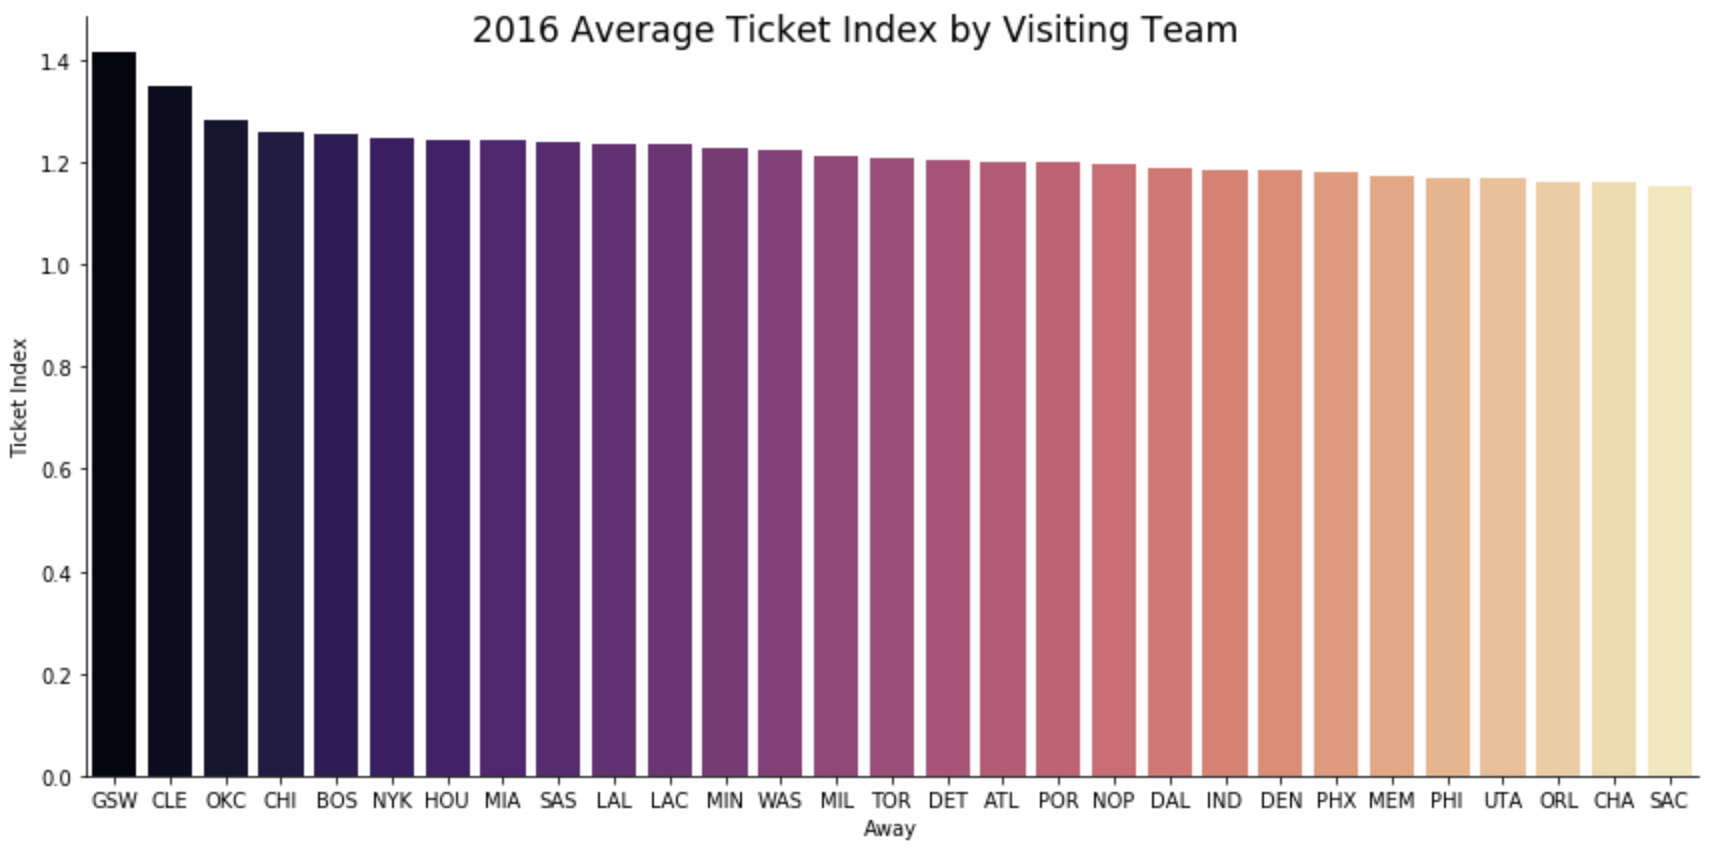 2016 Average Ticket Index by Visiting Team
1.4
1.2
1.0
0.8
0.6
0.4
0.2
0.0
Ticket Index
GSW CLE OKC CHI BOS NYK HOU MIA SAS LAL LAC MIN WAS MIL TOR DET ATL POR NOP DAL IND DEN PHX MEM PHI UTA ORL CHA SAC
Away